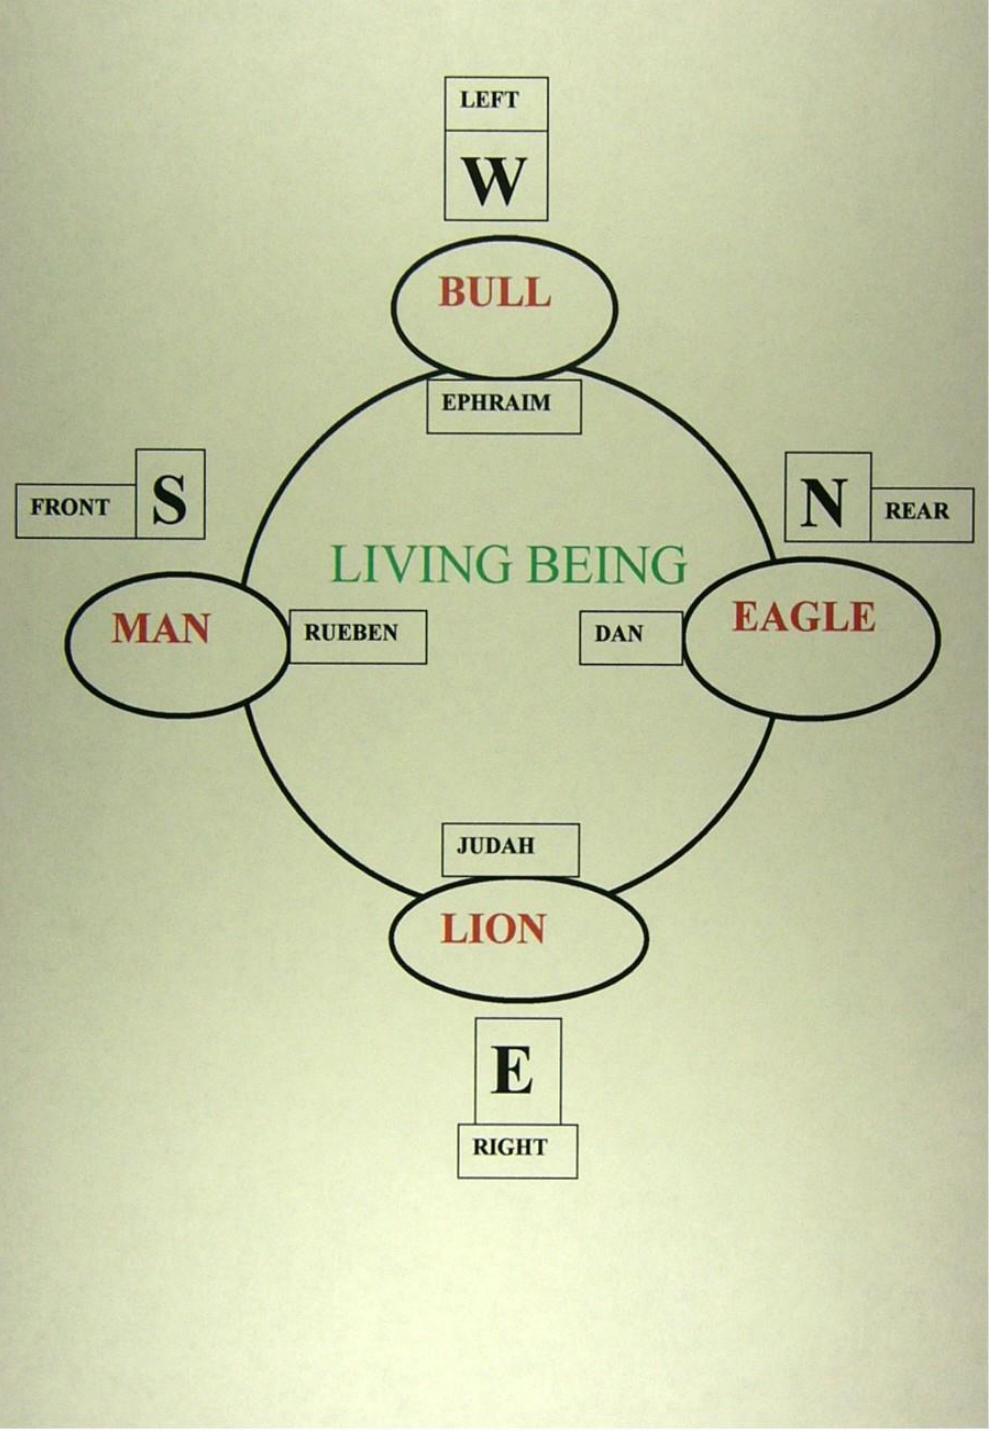 LEFT
W
BULL
EPHRAIM
FRONT
S
N
REAR
LIVING BEING
MAN
RUEBEN
DAN
EAGLE
JUDAH
LION
E
RIGHT